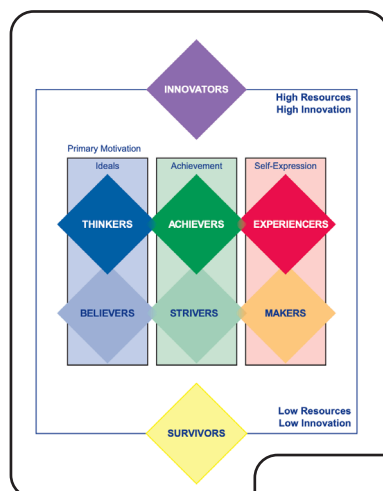 INNOVATORS
High Resources
High Innovation
Primary Motivation
Ideals
Achievement
Self-Expression
THINKERS
ACHIEVERS
EXPERIENCERS
BELIEVERS
STRIVERS
MAKERS
Low Resources
Low Innovation
SURVIVORS